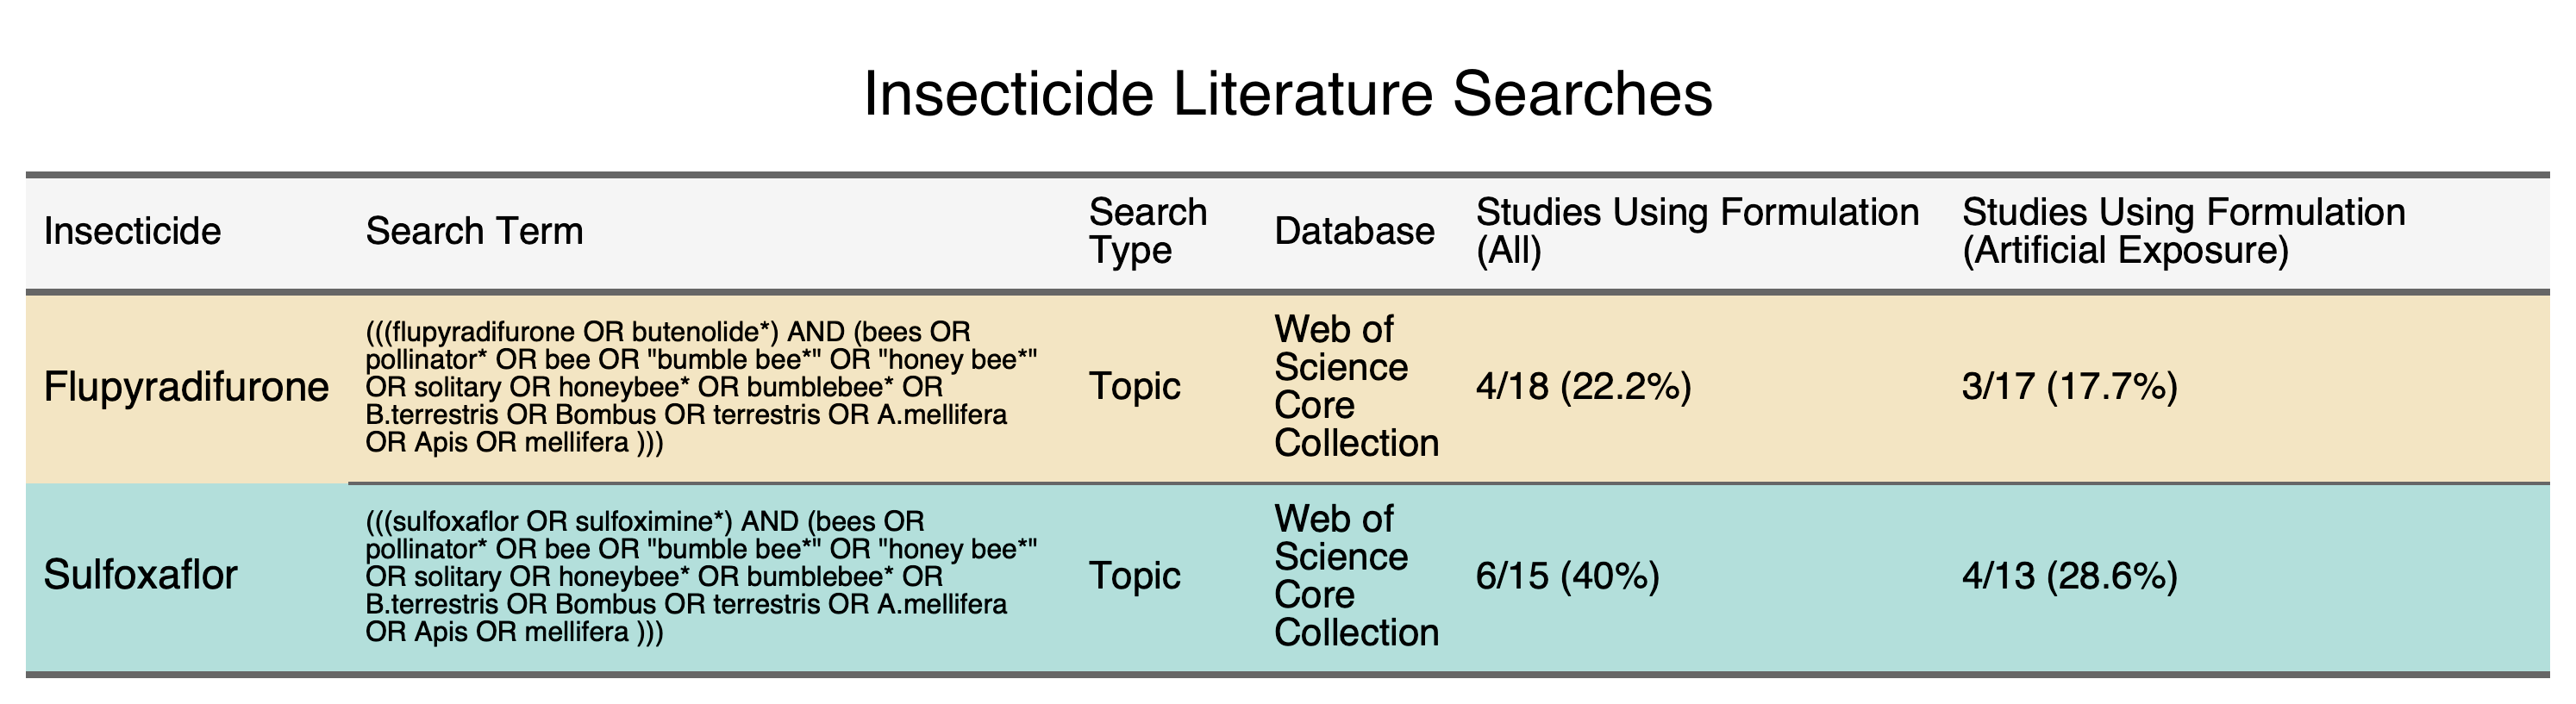 Insecticide Literature Searches
Insecticide
Search Term
Search
Type
Database
Studies Using Formulation
(All)
Studies Using Formulation
(Artificial Exposure)
Flupyradifurone
(((flupyradifurone OR butenolide*) AND (bees OR
pollinator* OR bee OR "bumble bee*" OR "honey bee*"
OR solitary OR honeybee* OR bumblebee* OR
B.terrestris OR Bombus OR terrestris OR A.mellifera
OR Apis OR mellifera )))
Topic
Web of
Science
Core
Collection
4/18 (22.2%)
3/17 (17.7%)
Sulfoxaflor
(((sulfoxaflor OR sulfoximine*) AND (bees OR
pollinator* OR bee OR "bumble bee*" OR "honey bee*"
OR solitary OR honeybee* OR bumblebee* OR
B.terrestris OR Bombus OR terrestris OR A.mellifera
OR Apis OR mellifera )))
Topic
Web of
Science
Core
Collection
6/15 (40%)
4/13 (28.6%)